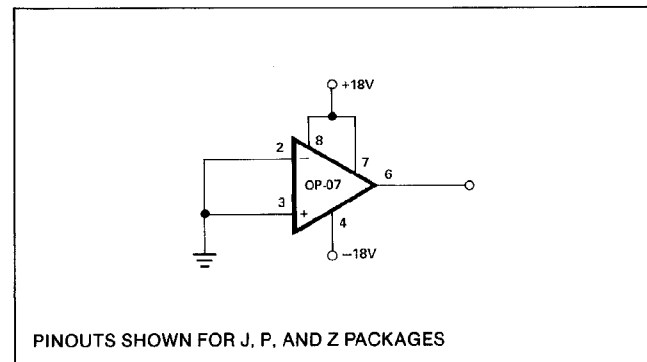 +18V
8
2
−
7
OP-07
6
3
+
4
−18V
PINOUTS SHOWN FOR J, P, AND Z PACKAGES